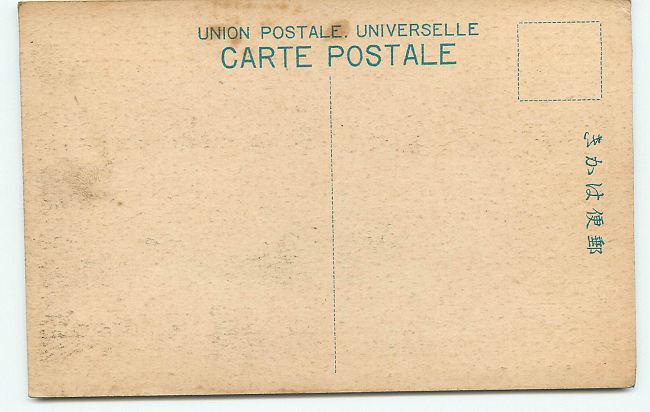 UNION POSTALE. UNIVERSELLE
CARTE POSTALE
郵便はかき